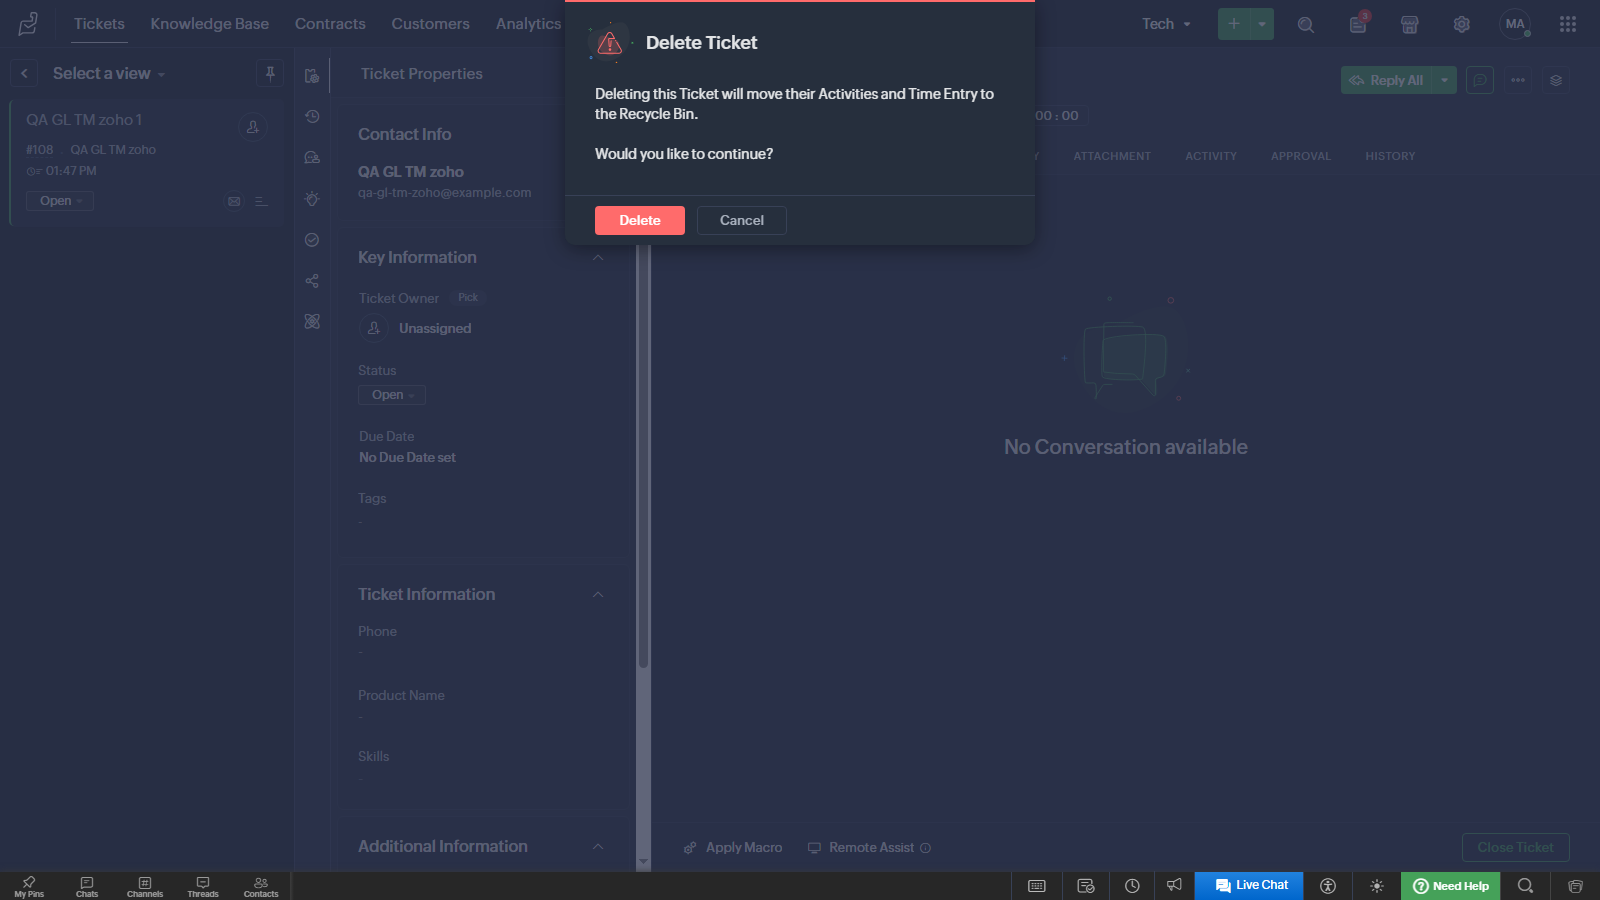 Tickets
Knowledge Base
Contracts
Customers
Analytics
Tech
3
MA
Delete Ticket
Deleting this Ticket will move their Activities and Time Entry to
the Recycle Bin.
Would you like to continue?
Delete
Cancel
Select a view
QA GL TM zoho 1
#108
QA GL TM zoho
01:47 PM
Open
Ticket Properties
Contact Info
QA GL TM zoho
qa-gl-tm-zoho@example.com
Key Information
Ticket Owner
Pick
Unassigned
Status
Open
Due Date
No Due Date set
Tags
-
Ticket Information
Phone
-
Product Name
-
Skills
-
Additional Information
Reply All
00 : 00
Y
ATTACHMENT
ACTIVITY
APPROVAL
HISTORY
No Conversation available
Apply Macro
Remote Assist
Close Ticket
My Pins
Chats
Channels
Threads
Contacts
Live Chat
Need Help